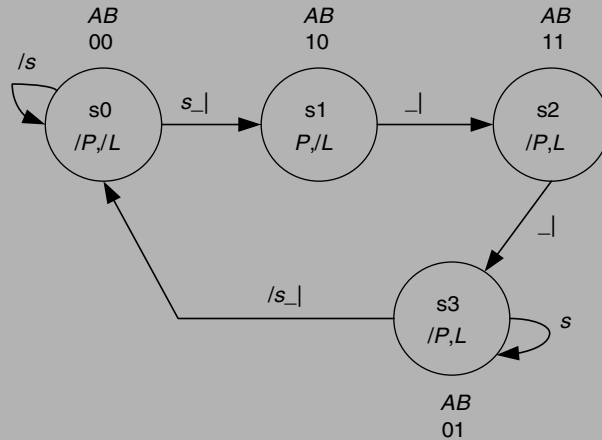 AB
00
AB
10
AB
11
/s
s0
/P,/L
s_|
s1
P,/L
_|
s2
/P,L
_|
/s_|
s3
/P,L
s
AB
01